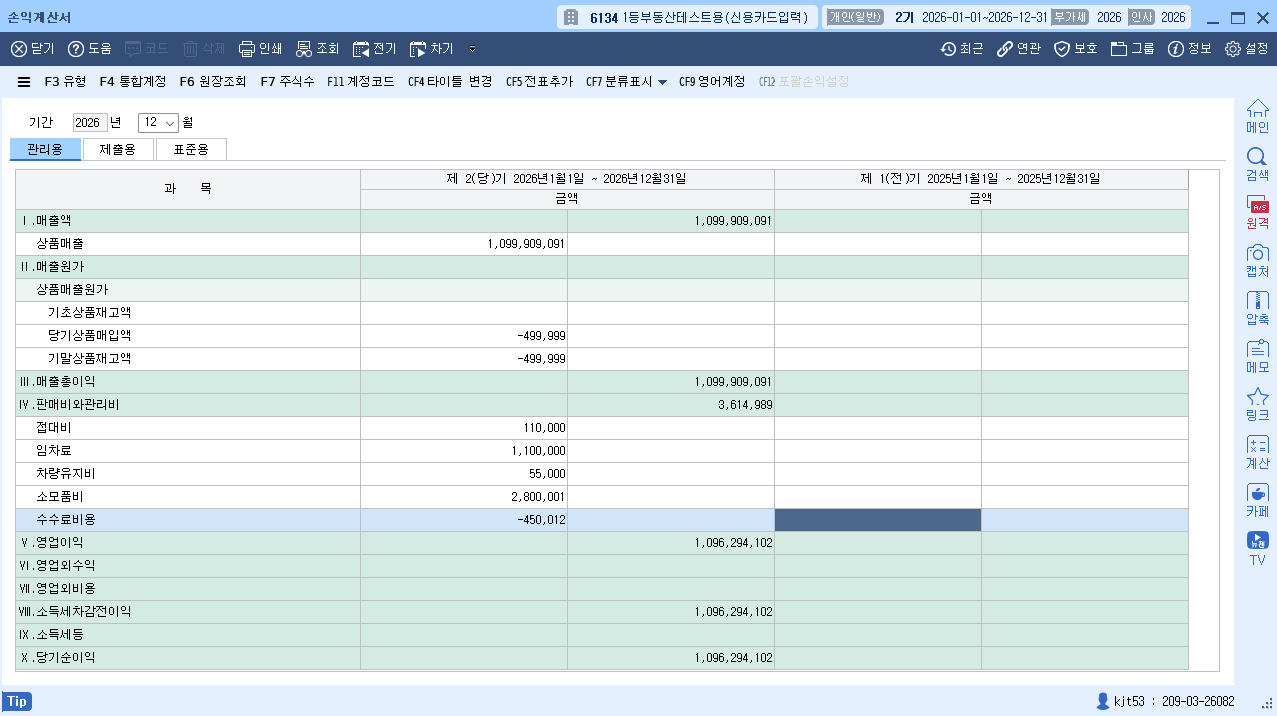 손익계산서
6134 1등부동산데스트용 (신용카드입력)
개인(일반) 2기 2026-01-01~2026-12-31 부가세 2026 인사 2026
닫기 도움 코드 삭제 인쇄 조회 전기 차기
최근 연관 보호 그룹 정보 설정
F3 유형 F4 통합계정 F6 원장조회 F7 주식수 F11 계정코드 CF4 타이틀 변경 CF5 전표추가 CF7 분류표시 CF9 영어계정 CF12 포괄손익설정
기간 2026 년 12 월
관리용 제출용 표준용
과 목 제 2(당)기 2026년1월1일 ~ 2026년12월31일 제 1(전)기 2025년1월1일 ~ 2025년12월31일
금액 금액
Ⅰ.매출액 1,099,909,091
상품매출 1,099,909,091
Ⅱ.매출원가
상품매출원가
기초상품재고액
당기상품매입액 -499,999
기말상품재고액 -499,999
Ⅲ.매출총이익 1,099,909,091
Ⅳ.판매비와관리비 3,614,989
접대비 110,000
임차료 1,100,000
차량유지비 55,000
소모품비 2,800,001
수수료비용 -450,012
Ⅴ.영업이익 1,096,294,102
Ⅵ.영업외수익
Ⅶ.영업외비용
Ⅷ.소득세차감전이익 1,096,294,102
Ⅸ.소득세등
Ⅹ.당기순이익 1,096,294,102
메인
검색
A/S
원격
캡처
압축
메모
링크
계산
카페
뉴젠
TV
Tip
kjt53 : 209-03-26082